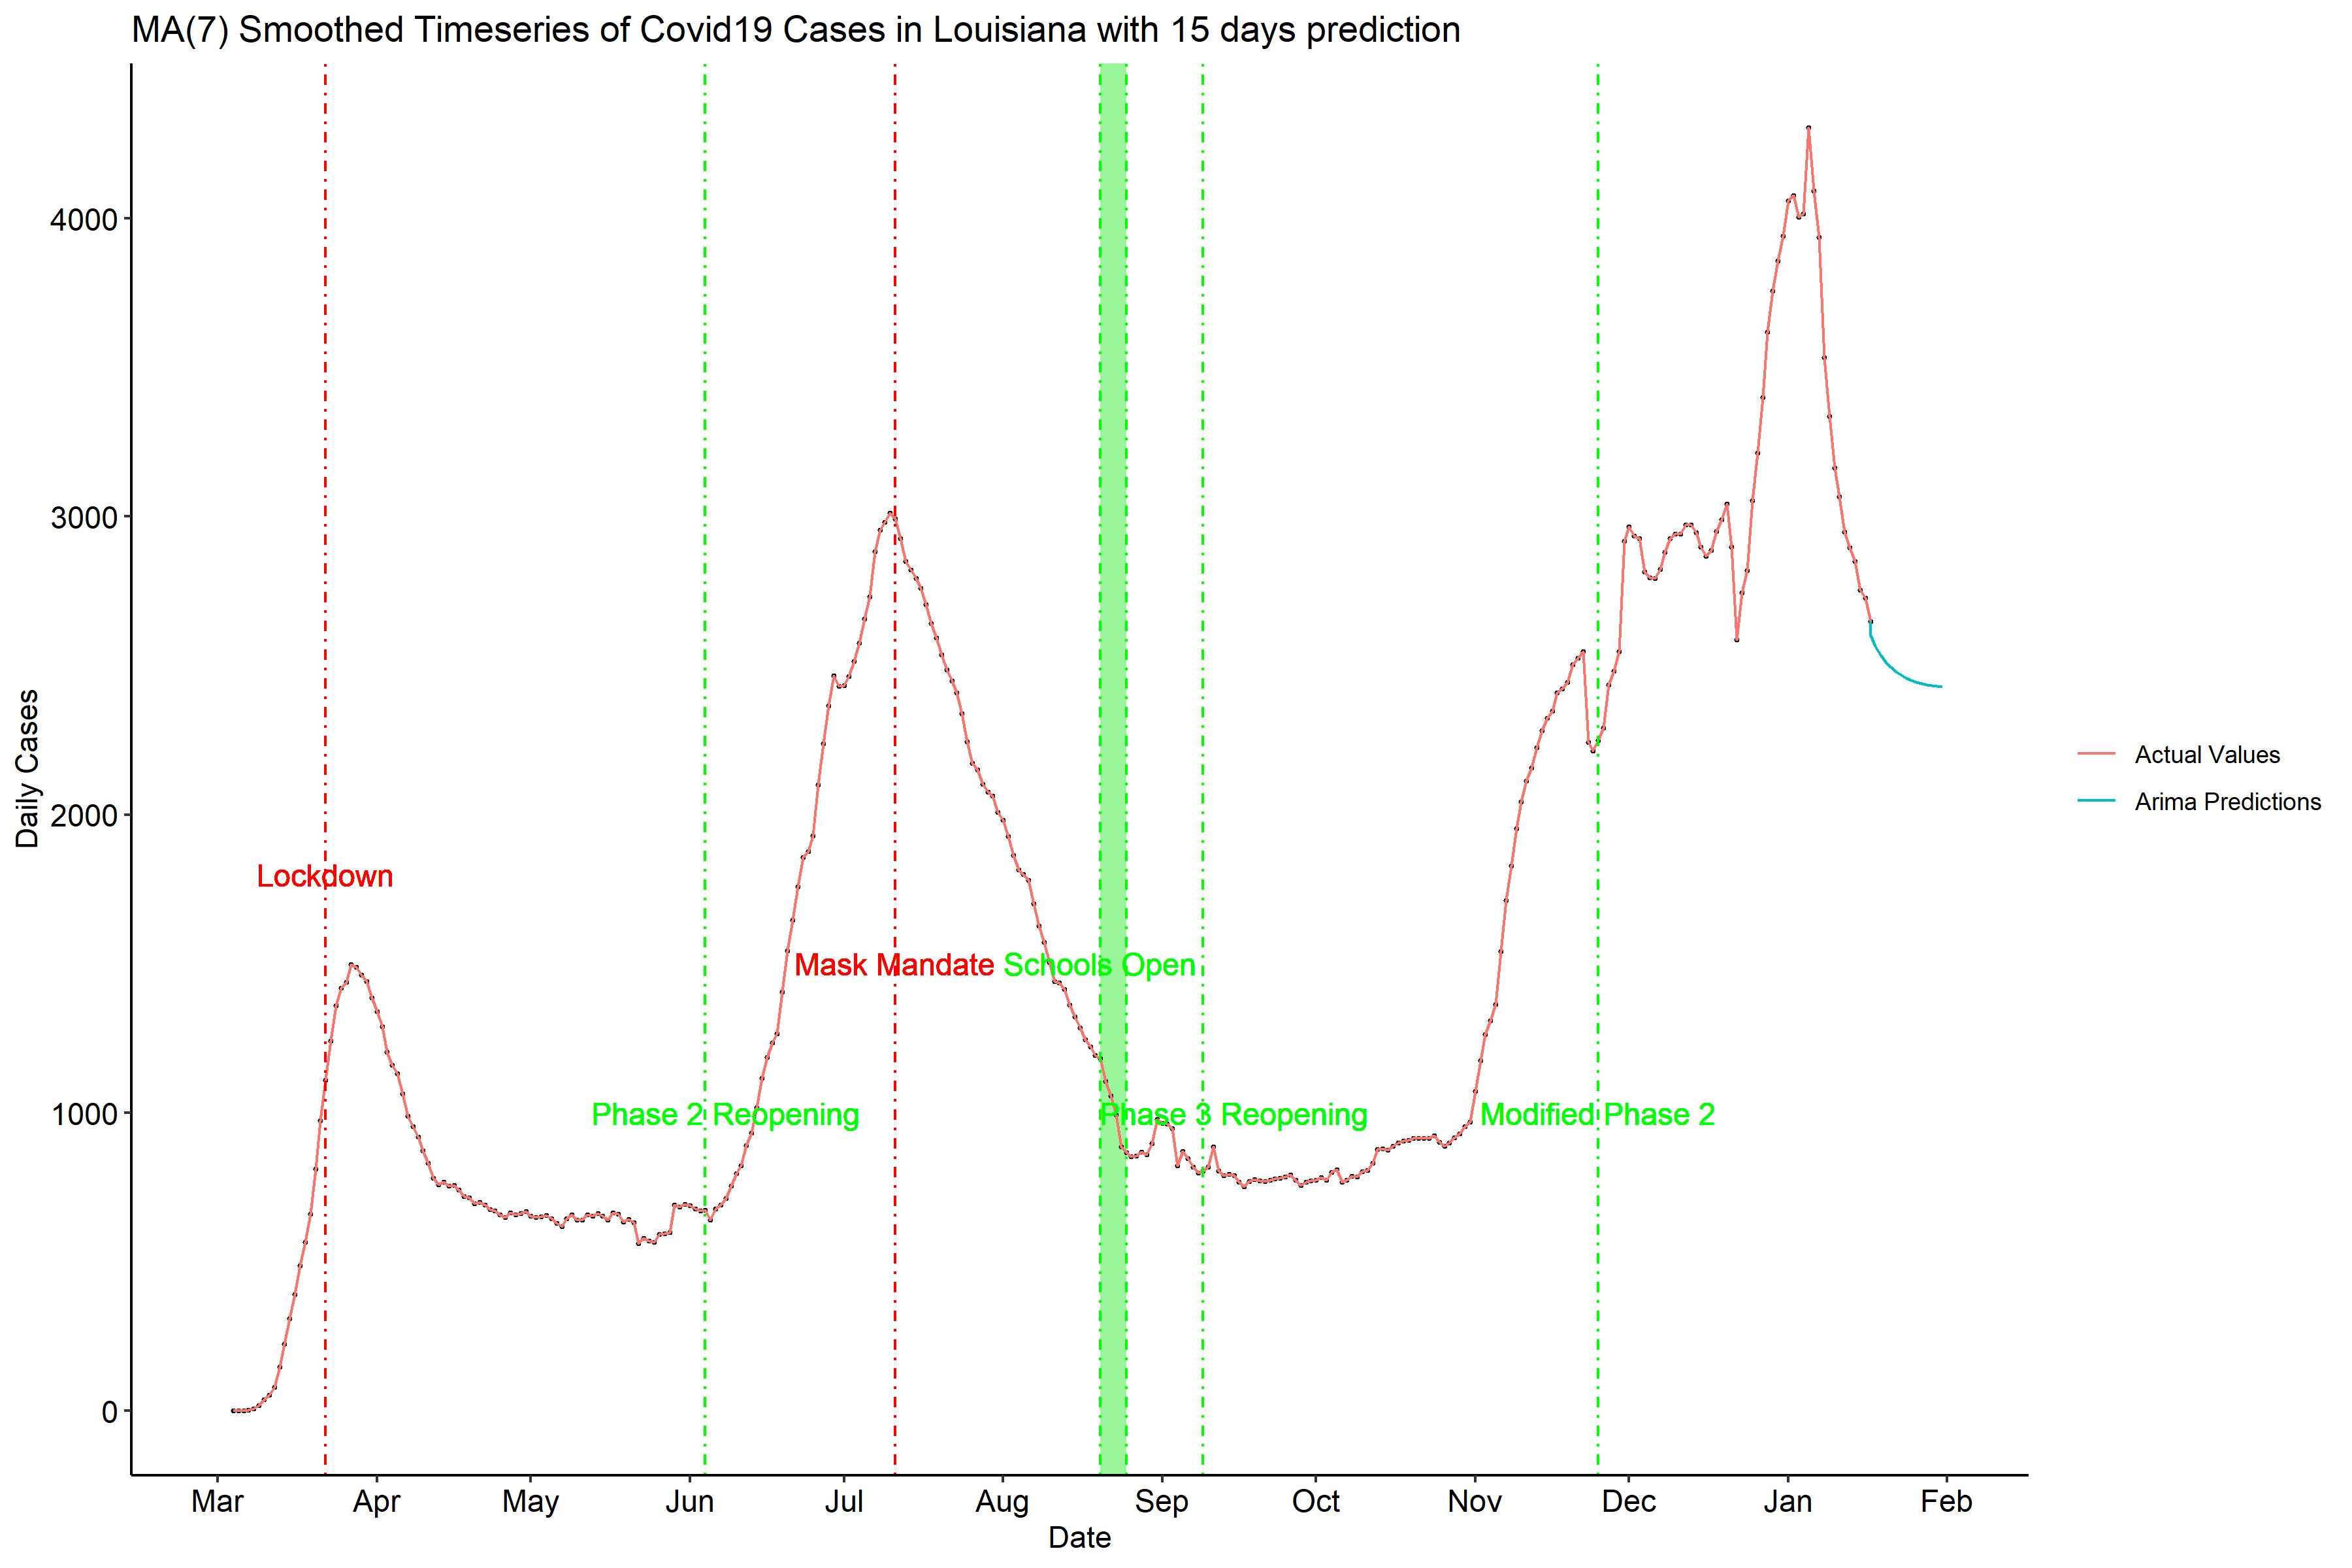 MA(7) Smoothed Timeseries of Covid19 Cases in Louisiana with 15 days prediction
Daily Cases
4000
3000
2000
1000
0
Lockdown
Mask Mandate
Schools Open
Phase 2 Reopening
Phase 3 Reopening
Modified Phase 2
Actual Values
Arima Predictions
Mar
Apr
May
Jun
Jul
Aug
Sep
Oct
Nov
Dec
Jan
Feb
Date